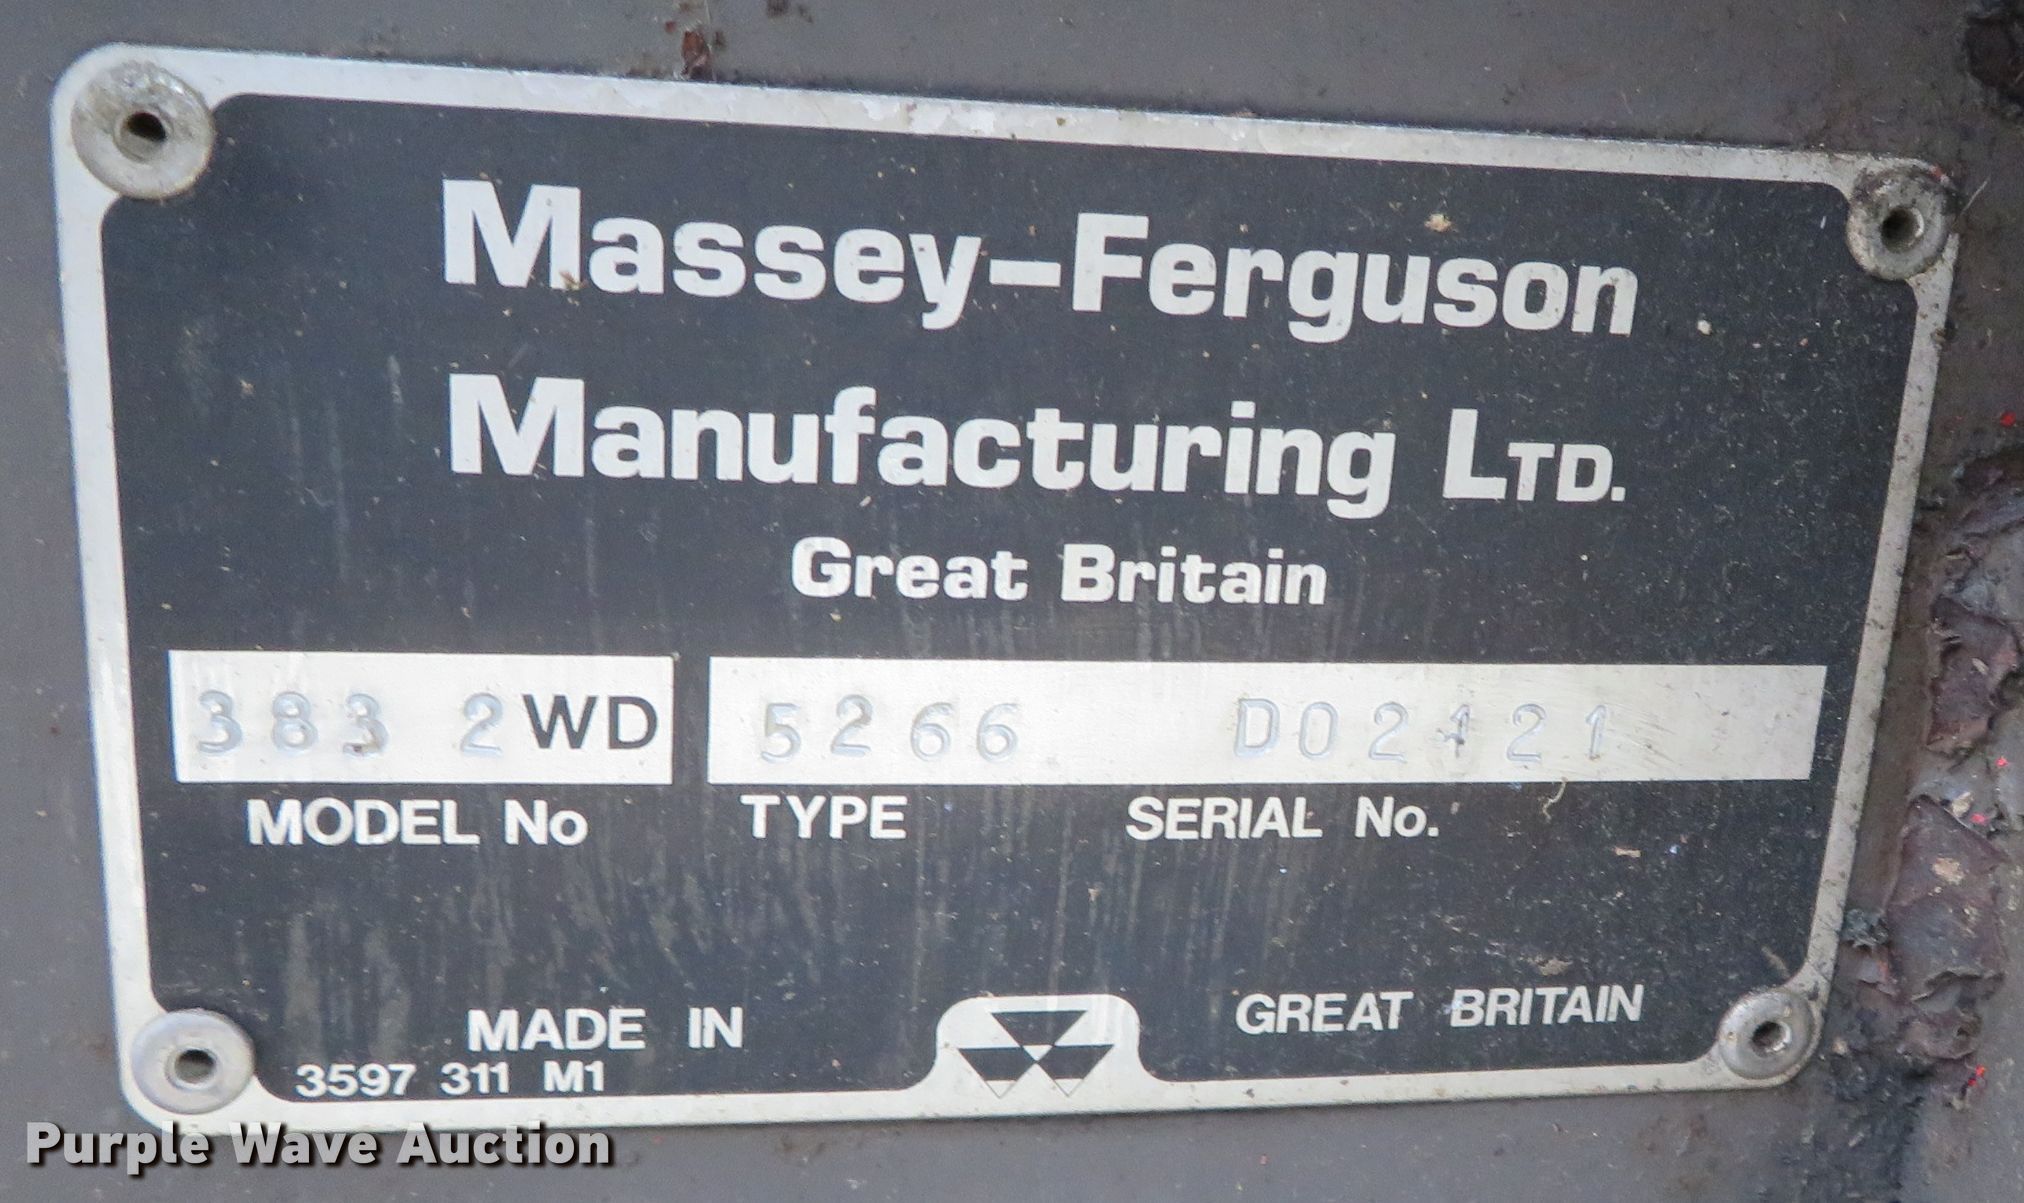 Massey-Ferguson
Manufacturing LTD.
Great Britain
383 2WD 5266 D02121
MODEL No TYPE SERIAL No.
MADE IN GREAT BRITAIN
3597 311 M1
Purple Wave Auction